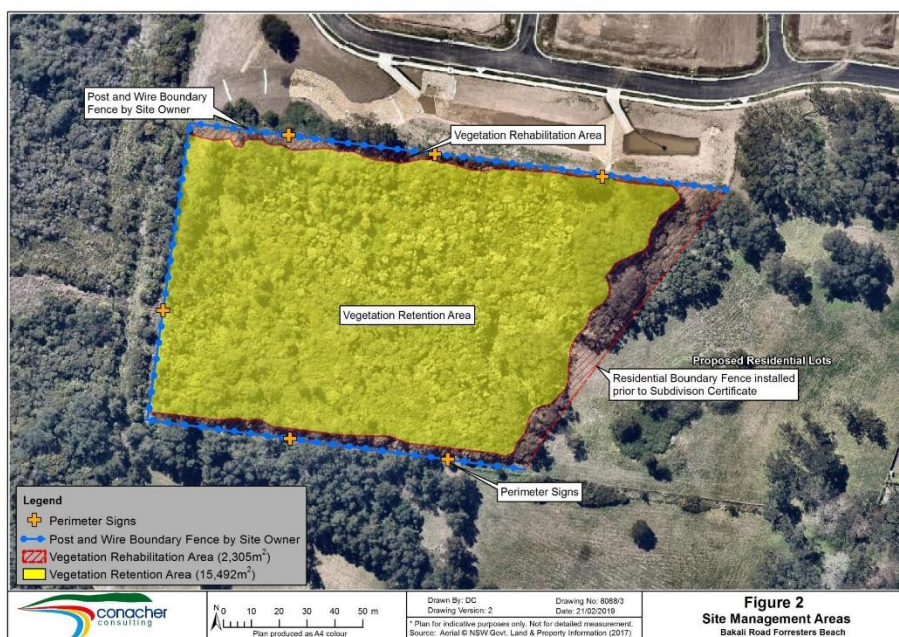 Post and Wire Boundary
Fence by Site Owner
Vegetation Rehabilitation Area
Vegetation Retention Area
Proposed Residential Lots
Residential Boundary Fence installed
prior to Subdivison Certificate
Perimeter Signs
Legend
Perimeter Signs
Post and Wire Boundary Fence by Site Owner
Vegetation Rehabilitation Area (2,305m²)
Vegetation Retention Area (15,492m²)
conacher
consulting
N
0 10 20 30 40 50 m
Plan produced as A4 colour
Drawn By: DC
Drawing Version: 2
Drawing No: 8088/3
Date: 21/02/2019
* Plan for indicative purposes only. Not for detailed measurement.
Source: Aerial © NSW Govt. Land & Property Information (2017)
Figure 2
Site Management Areas
Bakali Road Forresters Beach